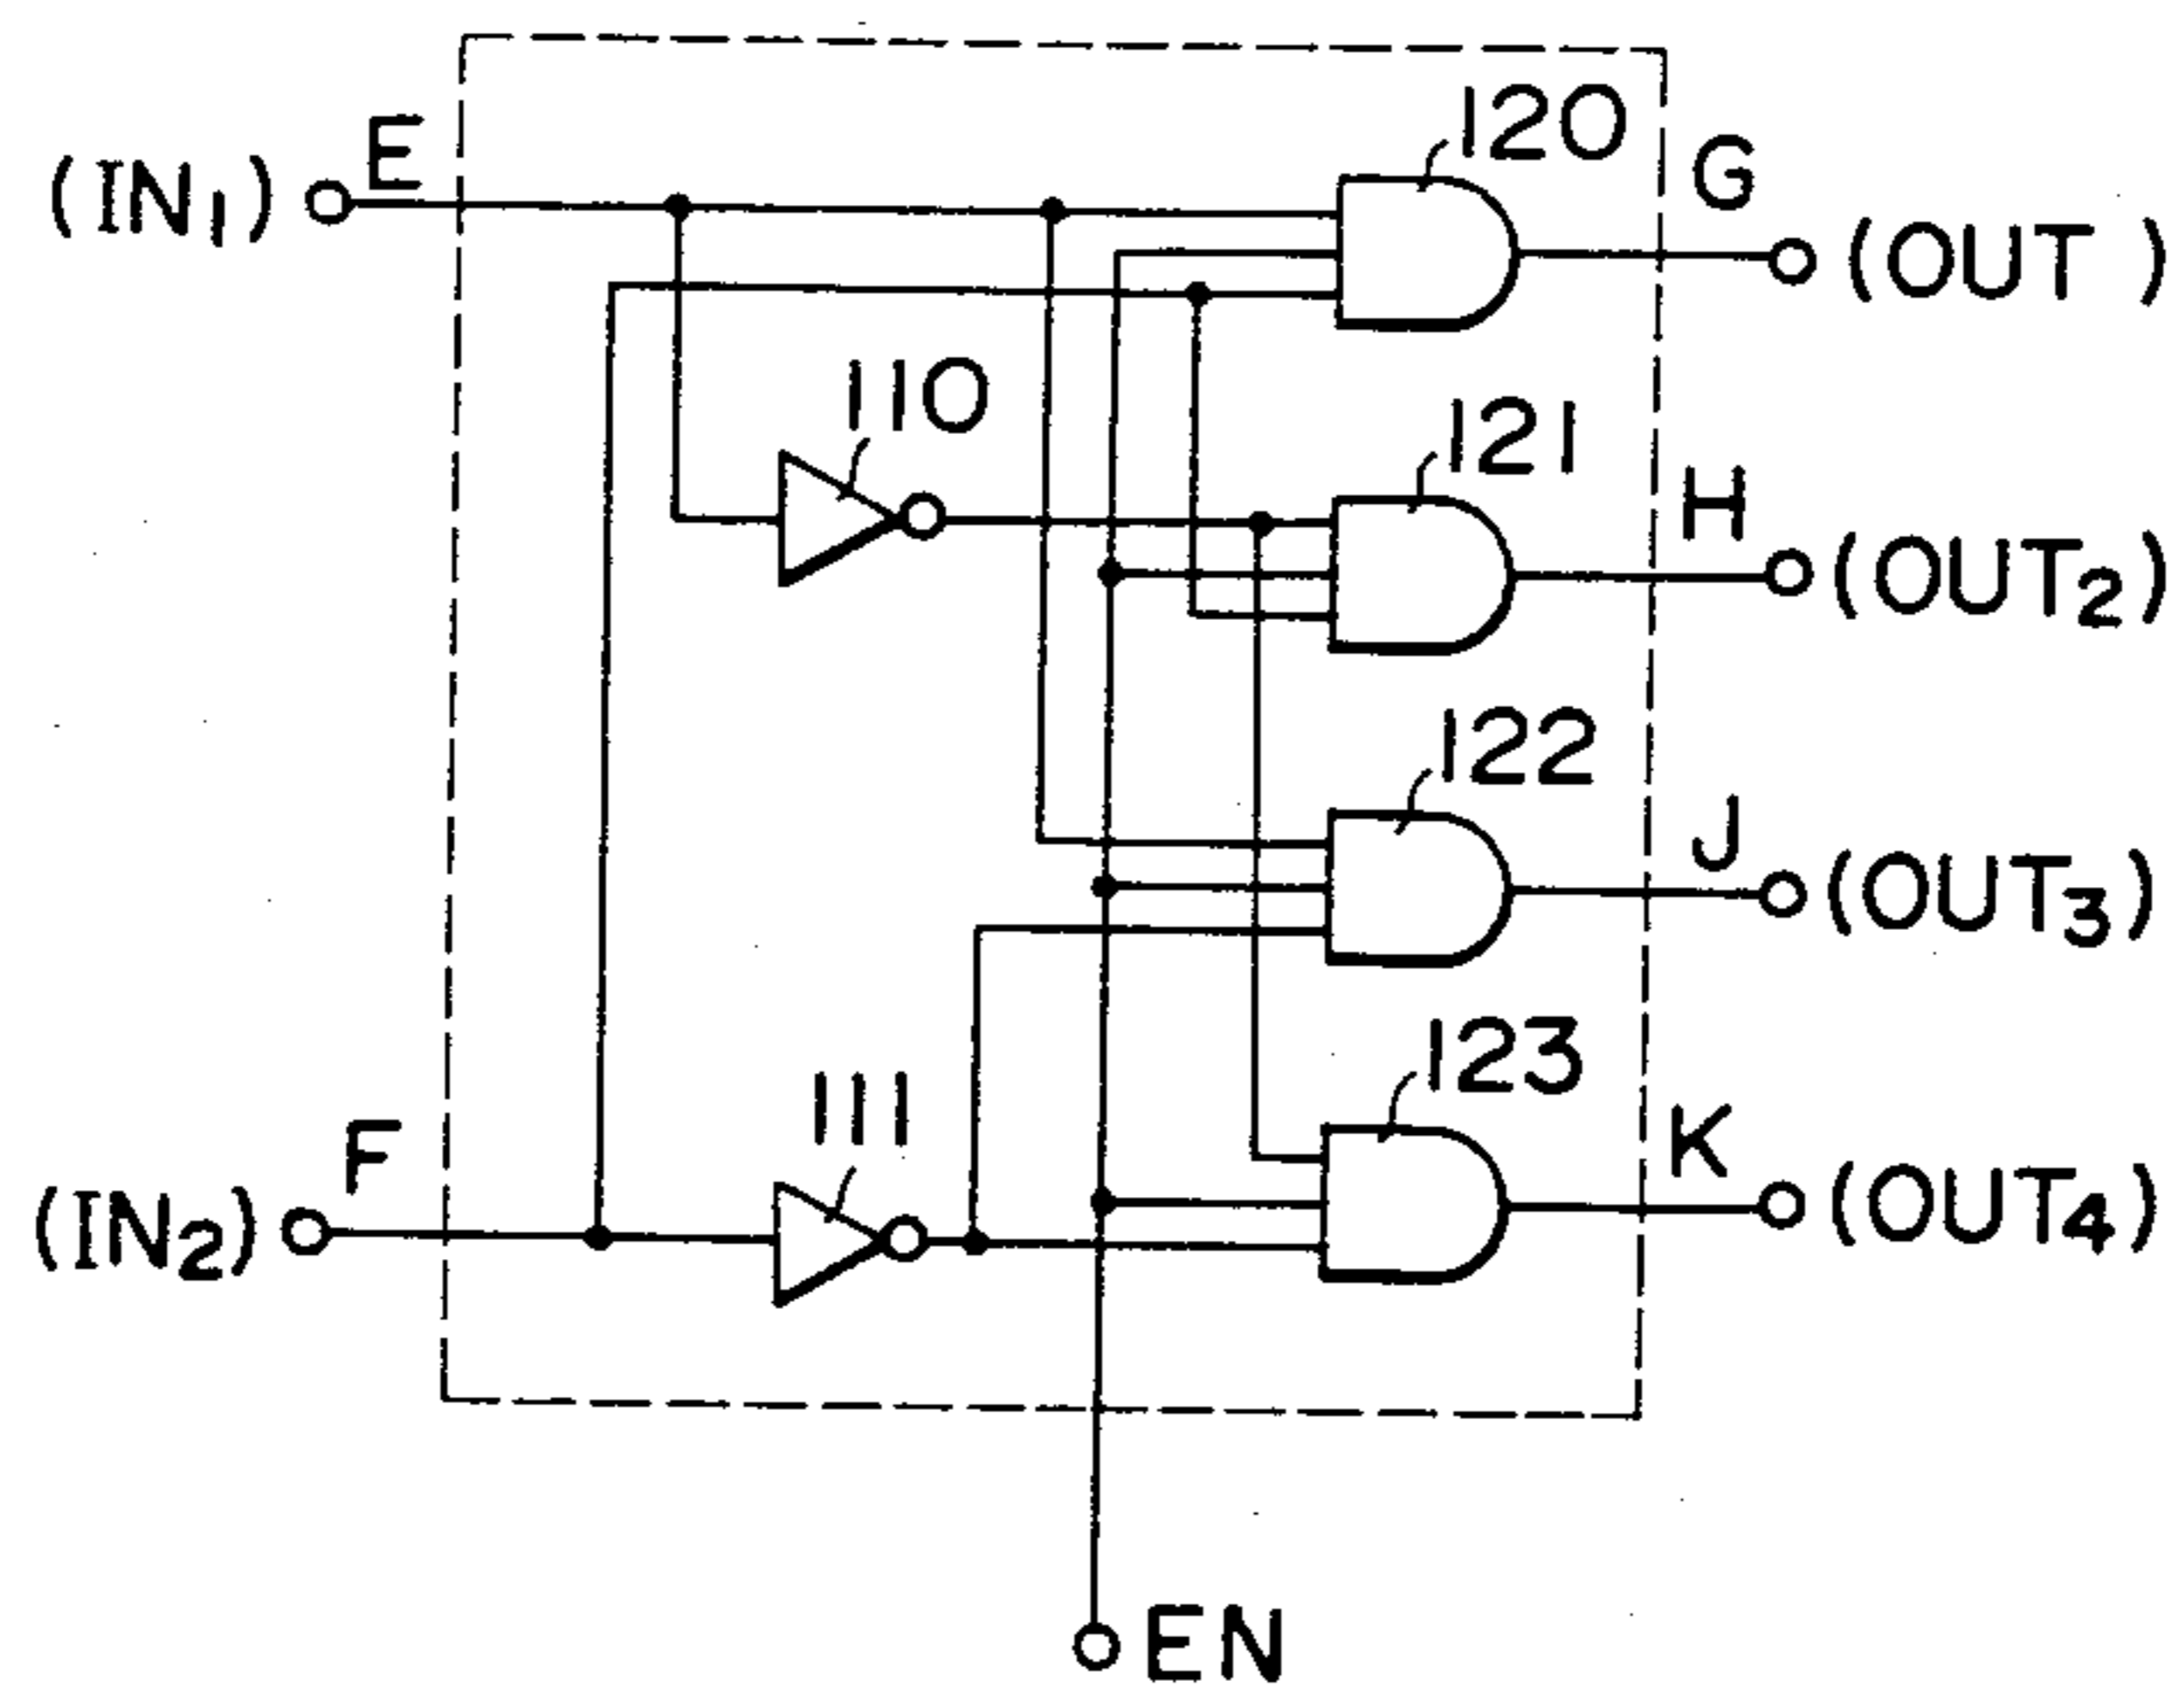 120
E
G
(IN1)
(OUT )
110
121
H
(OUT2)
122
J
(OUT3)
123
111
K
F
(OUT4)
(IN2)
EN